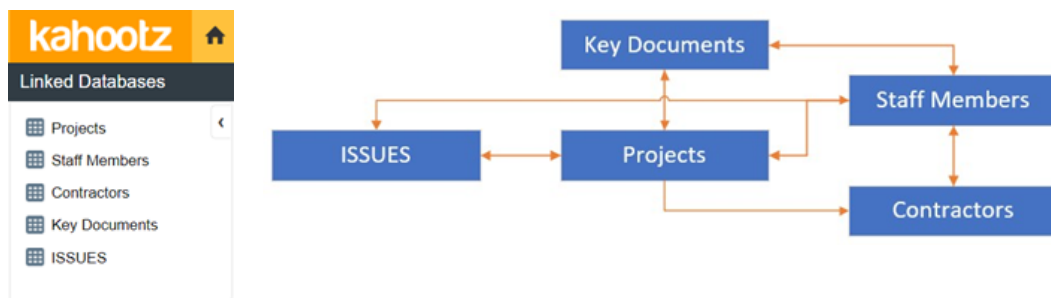 kahootz
Linked Databases
Projects
Staff Members
Contractors
Key Documents
ISSUES
Key Documents
Staff Members
ISSUES
Projects
Contractors